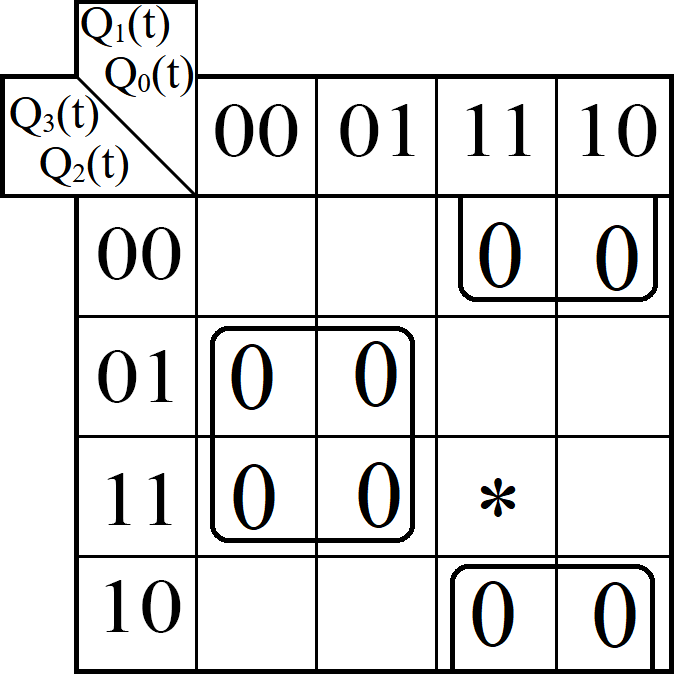 Q₁(t)
Q₀(t)
Q₃(t)
Q₂(t)
00 01 11 10
00 0 0
01 0 0
11 0 0 *
10 0 0